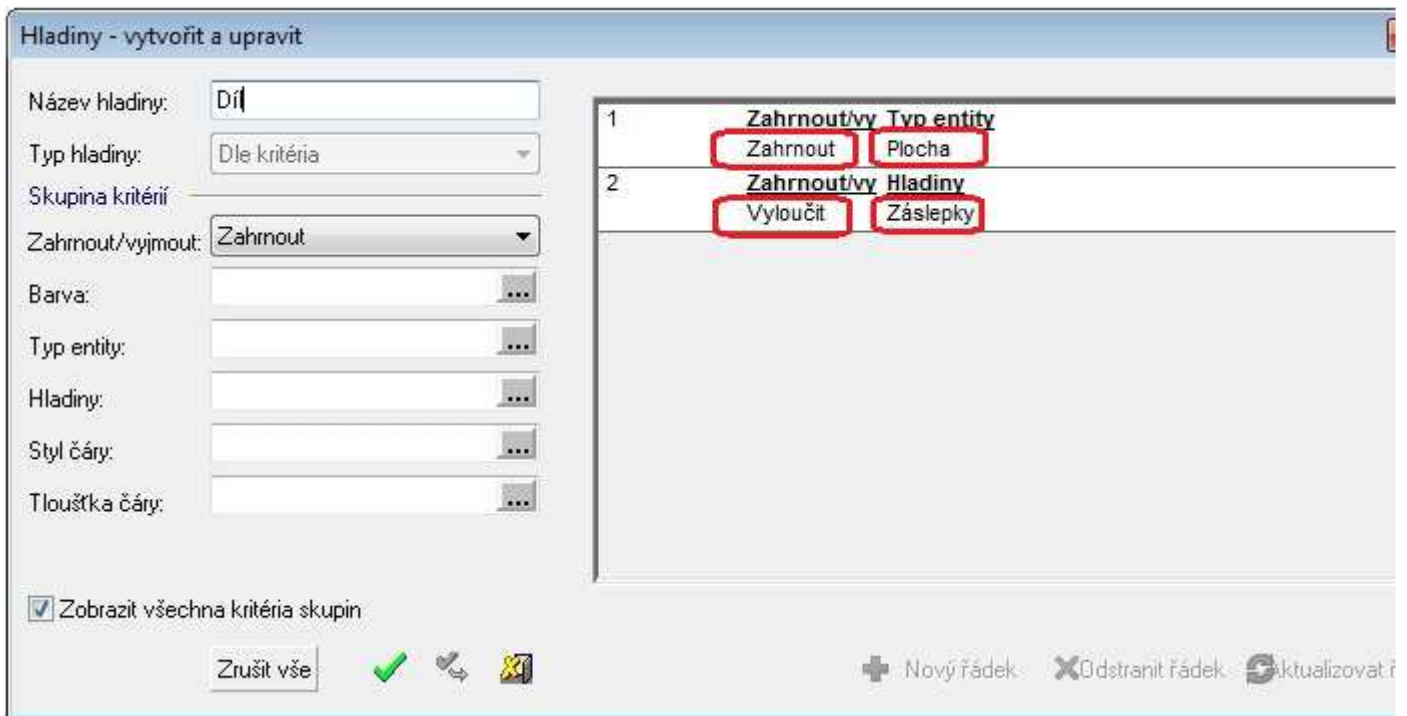 Hladiny - vytvořit a upravit
Název hladiny: Díl
Typ hladiny: Dle kritéria
Skupina kritérií
Zahrnout/vyjmout: Zahrnout
Barva: ...
Typ entity: ...
Hladiny: ...
Styl čáry: ...
Tloušťka čáry: ...
1 Zahrnout/vy Typ entity
Zahrnout Plocha
2 Zahrnout/vy Hladiny
Vyloučit Záslepky
Zobrazit všechna kritéria skupin
Zrušit vše
Nový řádek Odstranit řádek Aktualizovat ř